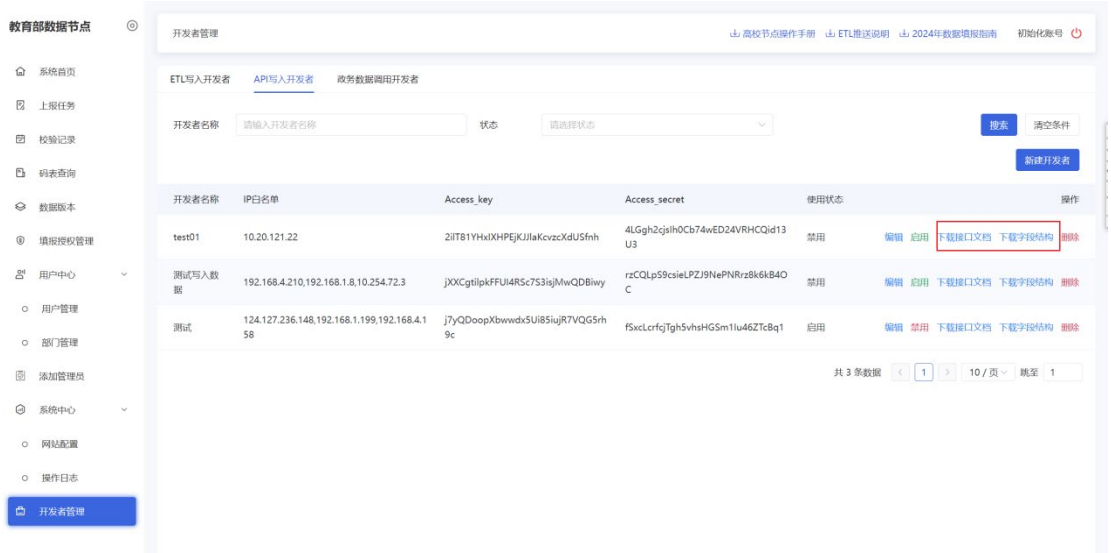 教育部数据节点
系统首页
上报任务
校验记录
码表查询
数据版本
填报授权管理
用户中心
用户管理
部门管理
添加管理员
系统中心
网站配置
操作日志
开发者管理
开发者管理
高校节点操作手册 ETL推送说明 2024年数据填报指南 初始化账号
ETL写入开发者 API写入开发者 政务数据调用开发者
开发者名称 请输入开发者名称 状态 请选择状态 搜索 清空条件
新建开发者
开发者名称 IP白名单 Access_key Access_secret 使用状态 操作
test01 10.20.121.22 2ilT81YHxIXHPEjKJJlaKcvzcXdUSfnh 4LGgh2cjsIh0Cb74wED24VRHCQid13
U3 禁用 编辑 启用 下载接口文档 下载字段结构 删除
测试写入数
据 192.168.4.210,192.168.1.8,10.254.72.3 jXXCgtilpkFFUI4RSc7S3isjMwQDBiwy rzCQLpS9csieLPZJ9NePNRrz8k6kB4O
C 禁用 编辑 启用 下载接口文档 下载字段结构 删除
测试 124.127.236.148,192.168.1.199,192.168.4.1
58 j7yQDoopXbwwdx5Ui85iujR7VQG5rh
9c fSxcLcrfcjTgh5vhsHGSm1Iu46ZTcBq1 启用 编辑 禁用 下载接口文档 下载字段结构 删除
共 3 条数据 < 1 > 10 / 页 跳至 1